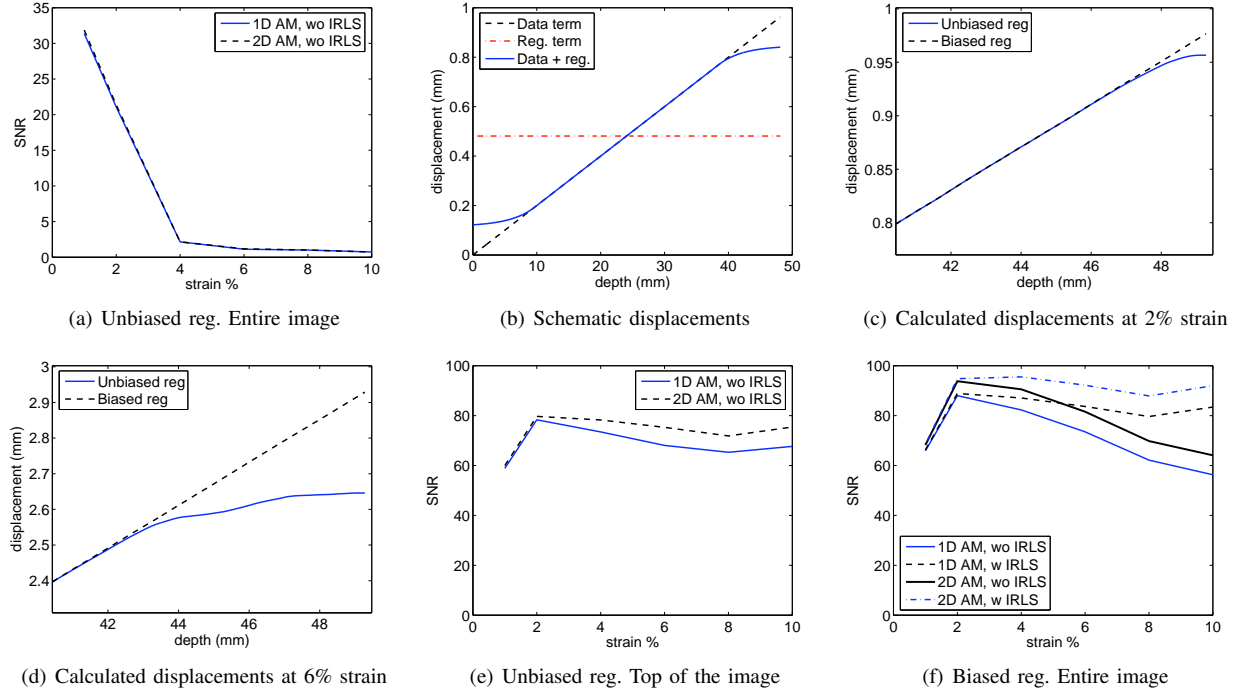 35
30
25
20
15
10
5
0
SNR
0 2 4 6 8 10
strain %
1D AM, wo IRLS
2D AM, wo IRLS
(a) Unbiased reg. Entire image
1
0.8
0.6
0.4
0.2
0
displacement (mm)
0 10 20 30 40 50
depth (mm)
Data term
Reg. term
Data + reg.
(b) Schematic displacements
1
0.95
0.9
0.85
0.8
displacement (mm)
42 44 46 48
depth (mm)
Unbiased reg
Biased reg
(c) Calculated displacements at 2% strain
3
2.9
2.8
2.7
2.6
2.5
2.4
displacement (mm)
42 44 46 48
depth (mm)
Unbiased reg
Biased reg
(d) Calculated displacements at 6% strain
100
80
60
40
20
0
SNR
0 2 4 6 8 10
strain %
1D AM, wo IRLS
2D AM, wo IRLS
(e) Unbiased reg. Top of the image
100
80
60
40
20
0
SNR
0 2 4 6 8 10
strain %
1D AM, wo IRLS
1D AM, w IRLS
2D AM, wo IRLS
2D AM, w IRLS
(f) Biased reg. Entire image